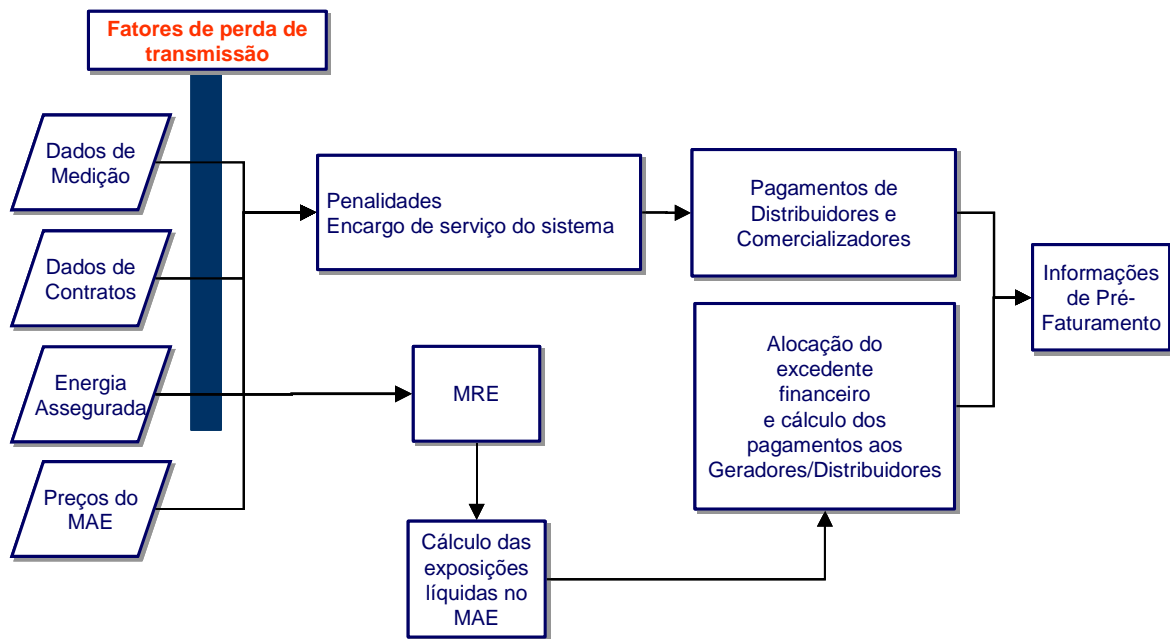 Fatores de perda de
transmissão
Dados de
Medição
Dados de
Contratos
Energia
Assegurada
Preços do
MAE
Penalidades
Encargo de serviço do sistema
MRE
Cálculo das
exposições
líquidas no
MAE
Pagamentos de
Distribuidores e
Comercializadores
Alocação do
excedente
financeiro
e cálculo dos
pagamentos aos
Geradores/Distribuidores
Informações
de Pré-
Faturamento